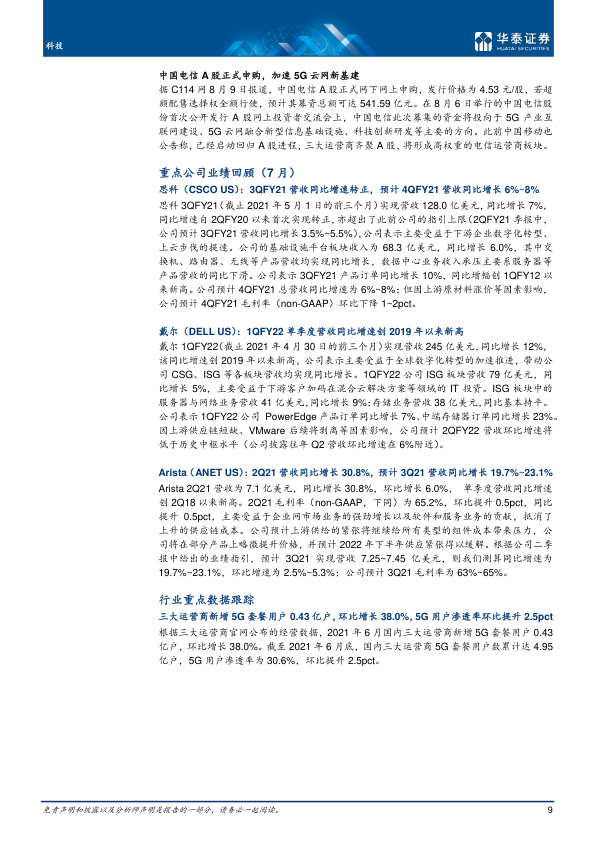 科技
华泰证券
HUATAI SECURITIES
中国电信 A 股正式申购，加速 5G 云网新基建
据 C114 网 8 月 9 日报道，中国电信 A 股正式网下网上申购，发行价格为 4.53 元/股，若超
额配售选择权全额行使，预计其募资总额可达 541.59 亿元。在 8 月 6 日举行的中国电信股
份首次公开发行 A 股网上投资者交流会上，中国电信此次募集的资金将投向于 5G 产业互
联网建设、5G 云网融合新型信息基础设施、科技创新研发等主要的方向。此前中国移动也
公告称，已经启动回归 A 股进程，三大运营商齐聚 A 股，将形成高权重的电信运营商板块。
重点公司业绩回顾（7 月）
思科（CSCO US）：3QFY21 营收同比增速转正，预计 4QFY21 营收同比增长 6%~8%
思科 3QFY21（截止 2021 年 5 月 1 日的前三个月）实现营收 128.0 亿美元，同比增长 7%，
同比增速自 2QFY20 以来首次实现转正，亦超出了此前公司的指引上限（2QFY21 季报中，
公司预计 3QFY21 营收同比增长 3.5%~5.5%），公司表示主要受益于下游企业数字化转型、
上云步伐的提速。公司的基础设施平台板块收入为 68.3 亿美元，同比增长 6.0%，其中交
换机、路由器、无线等产品营收均实现同比增长，数据中心业务收入承压主要系服务器等
产品营收的同比下滑。公司表示 3QFY21 产品订单同比增长 10%，同比增幅创 1QFY12 以
来新高。公司预计 4QFY21 总营收同比增速为 6%~8%；但因上游原材料涨价等因素影响，
公司预计 4QFY21 毛利率（non-GAAP）环比下降 1~2pct。
戴尔（DELL US）：1QFY22 单季度营收同比增速创 2019 年以来新高
戴尔 1QFY22（截止 2021 年 4 月 30 日的前三个月）实现营收 245 亿美元，同比增长 12%，
该同比增速创 2019 年以来新高，公司表示主要受益于全球数字化转型的加速推进，带动公
司 CSG、ISG 等各板块营收均实现同比增长。1QFY22 公司 ISG 板块营收 79 亿美元，同
比增长 5%，主要受益于下游客户加码在混合云解决方案等领域的 IT 投资。ISG 板块中的
服务器与网络业务营收 41 亿美元，同比增长 9%；存储业务营收 38 亿美元，同比基本持平。
公司表示 1QFY22 公司 PowerEdge 产品订单同比增长 7%、中端存储器订单同比增长 23%。
因上游供应链短缺、VMware 后续将剥离等因素影响，公司预计 2QFY22 营收环比增速将
低于历史中枢水平（公司披露往年 Q2 营收环比增速在 6%附近）。
Arista（ANET US）：2Q21 营收同比增长 30.8%，预计 3Q21 营收同比增长订 19.7%~23.1%
Arista 2Q21 营收为 7.1 亿美元，同比增长 30.8%，环比增长 6.0%， 单季度营收同比增速
创 2Q18 以来新高。2Q21 毛利率（non-GAAP，下同）为 65.2%，环比提升 0.5pct，同比
提升 0.5pct，主要受益于企业网市场业务的强劲增长以及软件和服务业务的贡献，抵消了
上升的供应链成本。公司预计上游供给的紧张将继续给所有类型的组件成本带来压力，公
司将在部分产品上略微提升价格，并预计 2022 年下半年供应紧张得以缓解。根据公司二季
报中给出的业绩指引，预计 3Q21 实现营收 7.25~7.45 亿美元，则我们测算同比增速为
19.7%~23.1%，环比增速为 2.5%~5.3%；公司预计 3Q21 毛利率为 63%~65%。
行业重点数据跟踪
三大运营商新增 5G 套餐用户 0.43 亿户，环比增长 38.0%，5G 用户渗透率环比提升 2.5pct
根据三大运营商官网公布的经营数据，2021 年 6 月国内三大运营商新增 5G 套餐用户 0.43
亿户，环比增长 38.0%。截至 2021 年 6 月底，国内三大运营商 5G 套餐用户数累计达 4.95
亿户，5G 用户渗透率为 30.6%，环比提升 2.5pct。
免责声明和披露以及分析师声明是报告的一部分，请务必一起阅读。
9